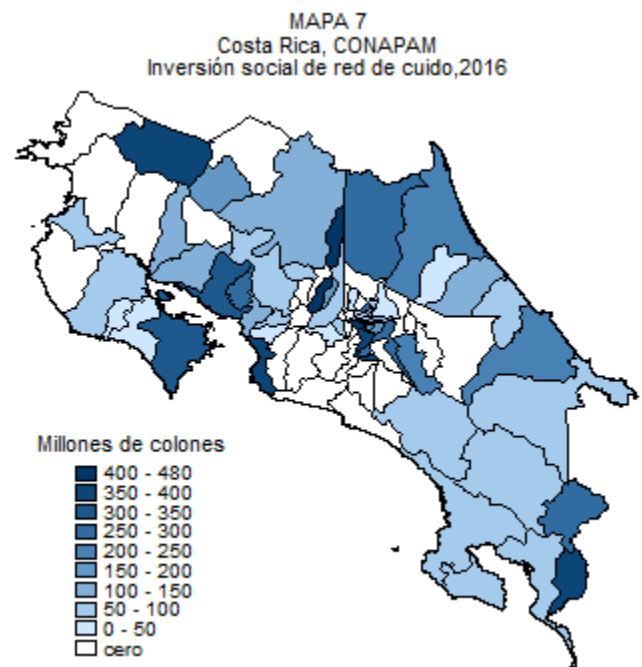 MAPA 7
Costa Rica, CONAPAM
Inversión social de red de cuido,2016
Millones de colones
400 - 480
350 - 400
300 - 350
250 - 300
200 - 250
150 - 200
100 - 150
50 - 100
0 - 50
cero